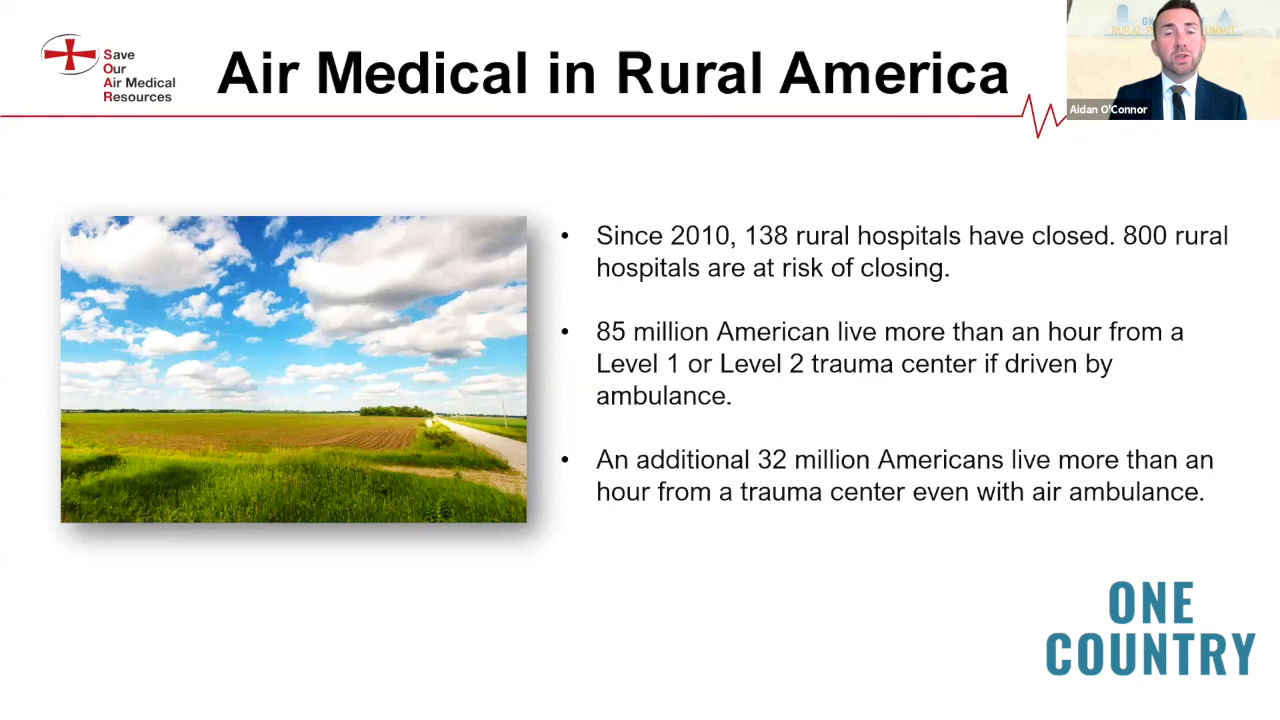 Save
Our
Air Medical
Resources
Air Medical in Rural America
Aidan O'Connor
• Since 2010, 138 rural hospitals have closed. 800 rural
hospitals are at risk of closing.
• 85 million American live more than an hour from a
Level 1 or Level 2 trauma center if driven by
ambulance.
• An additional 32 million Americans live more than an
hour from a trauma center even with air ambulance.
ONE
COUNTRY